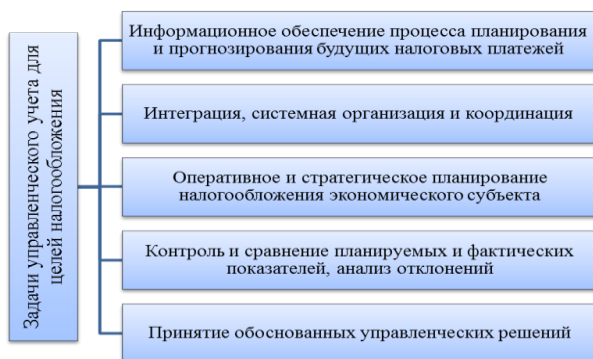 Задачи управленческого учета для
целей налогообложения
Информационное обеспечение процесса планирования
и прогнозирования будущих налоговых платежей
Интеграция, системная организация и координация
Оперативное и стратегическое планирование
налогообложения экономического субъекта
Контроль и сравнение планируемых и фактических
показателей, анализ отклонений
Принятие обоснованных управленческих решений